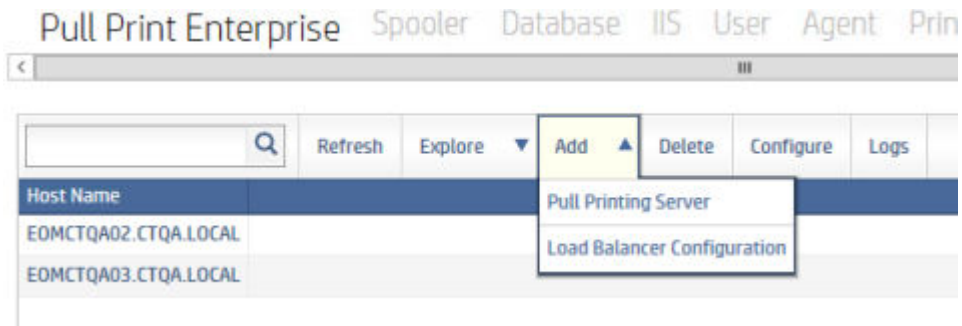 Pull Print Enterprise Spooler Database IIS User Agent
Refresh Explore Add Delete Configure Logs
Host Name
Pull Printing Server
EOMCTQA02.CTQA.LOCAL
Load Balancer Configuration
EOMCTQA03.CTQA.LOCAL